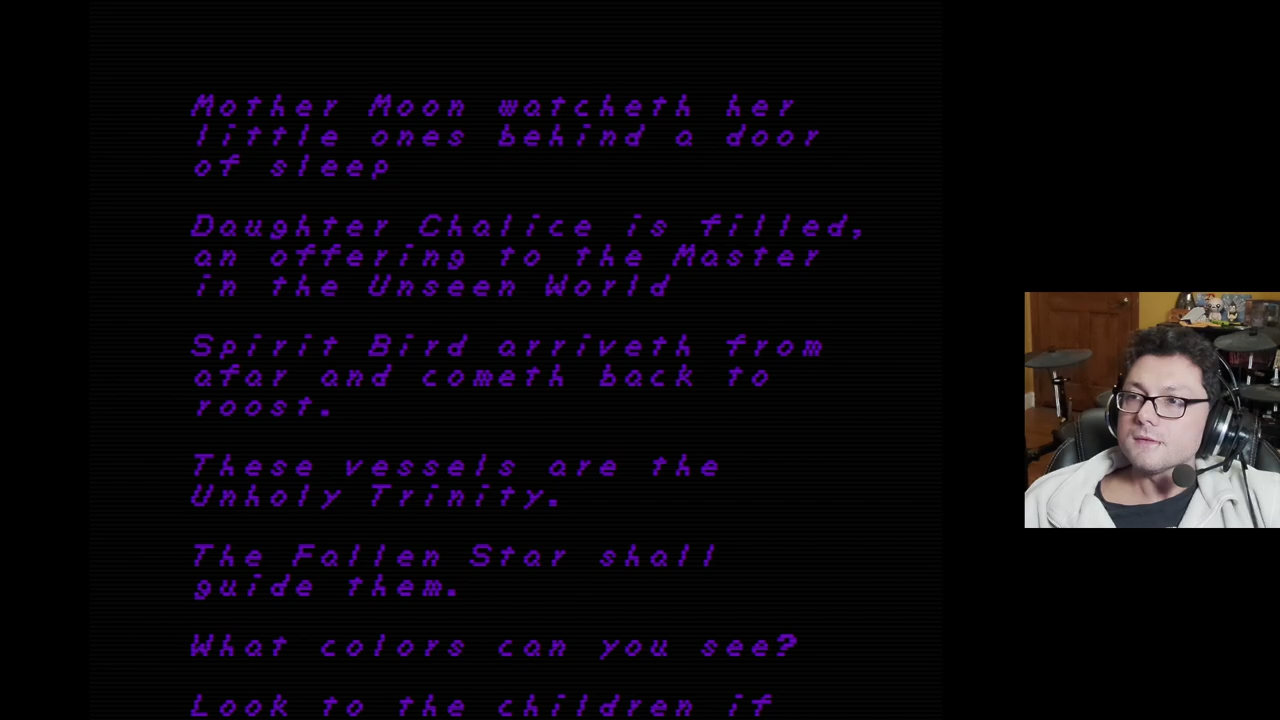 Mother Moon watcheth her
little ones behind a door
of sleep
Daughter Chalice is filled,
an offering to the Master
in the Unseen World
Spirit Bird arriveth from
afar and cometh back to
roost.
These vessels are the
Unholy Trinity.
The Fallen Star shall
guide them.
What colors can you see?
Look to the children if